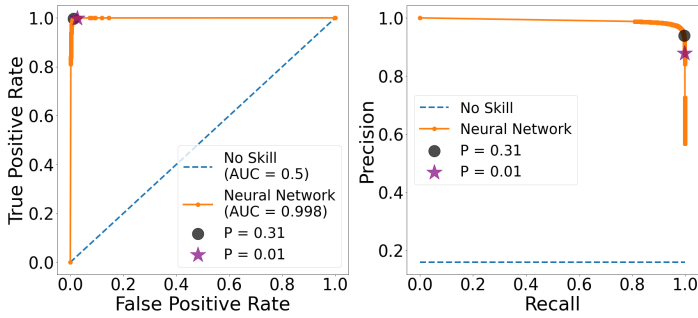 True Positive Rate
1.0
0.8
0.6
0.4
0.2
0.0
No Skill
(AUC = 0.5)
Neural Network
(AUC = 0.998)
P = 0.31
P = 0.01
0.0 0.2 0.4 0.6 0.8 1.0
False Positive Rate
Precision
1.0
0.8
0.6
0.4
0.2
No Skill
Neural Network
P = 0.31
P = 0.01
0.0 0.2 0.4 0.6 0.8 1.0
Recall